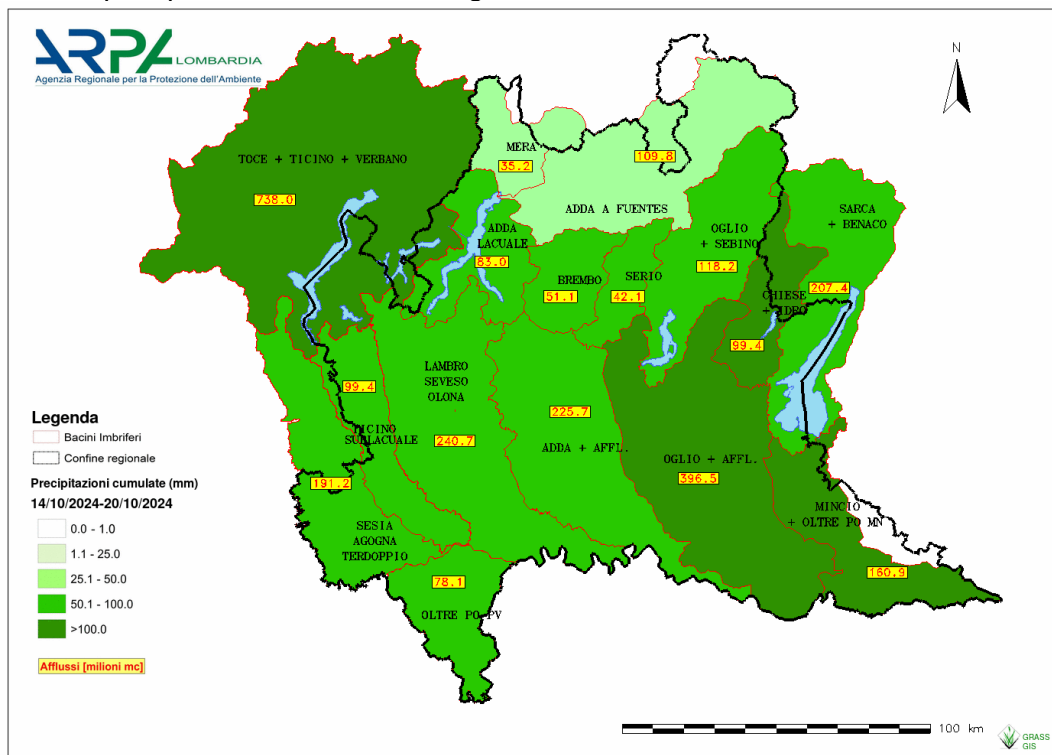 ARPA LOMBARDIA
Agenzia Regionale per la Protezione dell'Ambiente
N
MERA
35.2
TOCE + TICINO + VERBANO
738.0
109.8
ADDA A FUENTES
SARCA
+ BENACO
207.4
OGLIO
+ SEBINO
118.2
ADDA
LACUALE
83.0
BREMBO
51.1
SERIO
42.1
CHIESE
+ IDRO
99.4
LAMBRO
SEVESO
OLONA
240.7
99.4
TICINO
SUBLACUALE
225.7
ADDA + AFFL.
OGLIO + AFFL.
396.5
191.2
SESIA
AGOGNA
TERDOPPIO
MINCIO
+ OLTRE PO MN
160.9
78.1
OLTRE PO PV
Legenda
Bacini Imbriferi
Confine regionale
Precipitazioni cumulate (mm)
14/10/2024-20/10/2024
0.0 - 1.0
1.1 - 25.0
25.1 - 50.0
50.1 - 100.0
>100.0
Afflussi [milioni mc]
100 km
GRASS
GIS